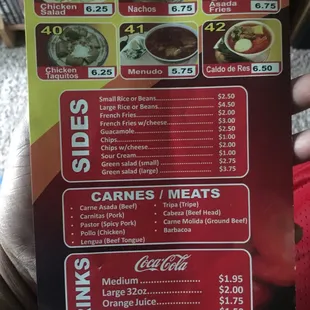 Chicken Salad 6.25
Nachos 6.75
Asada Fries 6.75
40
41
42
Chicken Taquitos 6.25
Menudo 5.75
Caldo de Res 6.50
SIDES
Small Rice or Beans $2.50
Large Rice or Beans $4.50
French Fries $2.00
French Fries w/cheese $3.00
Guacamole $2.50
Chips $1.00
Chips w/cheese $2.00
Sour Cream $1.00
Green salad (small) $2.75
Green salad (large) $3.75
CARNES / MEATS
• Carne Asada (Beef)
• Carnitas (Pork)
• Pastor (Spicy Pork)
• Pollo (Chicken)
• Lengua (Beef Tongue)
• Tripa (Tripe)
• Cabeza (Beef Head)
• Carne Molida (Ground Beef)
• Barbacoa
RINKS
Coca-Cola
Medium $1.95
Large 32oz $2.00
Orange Juice $1.75